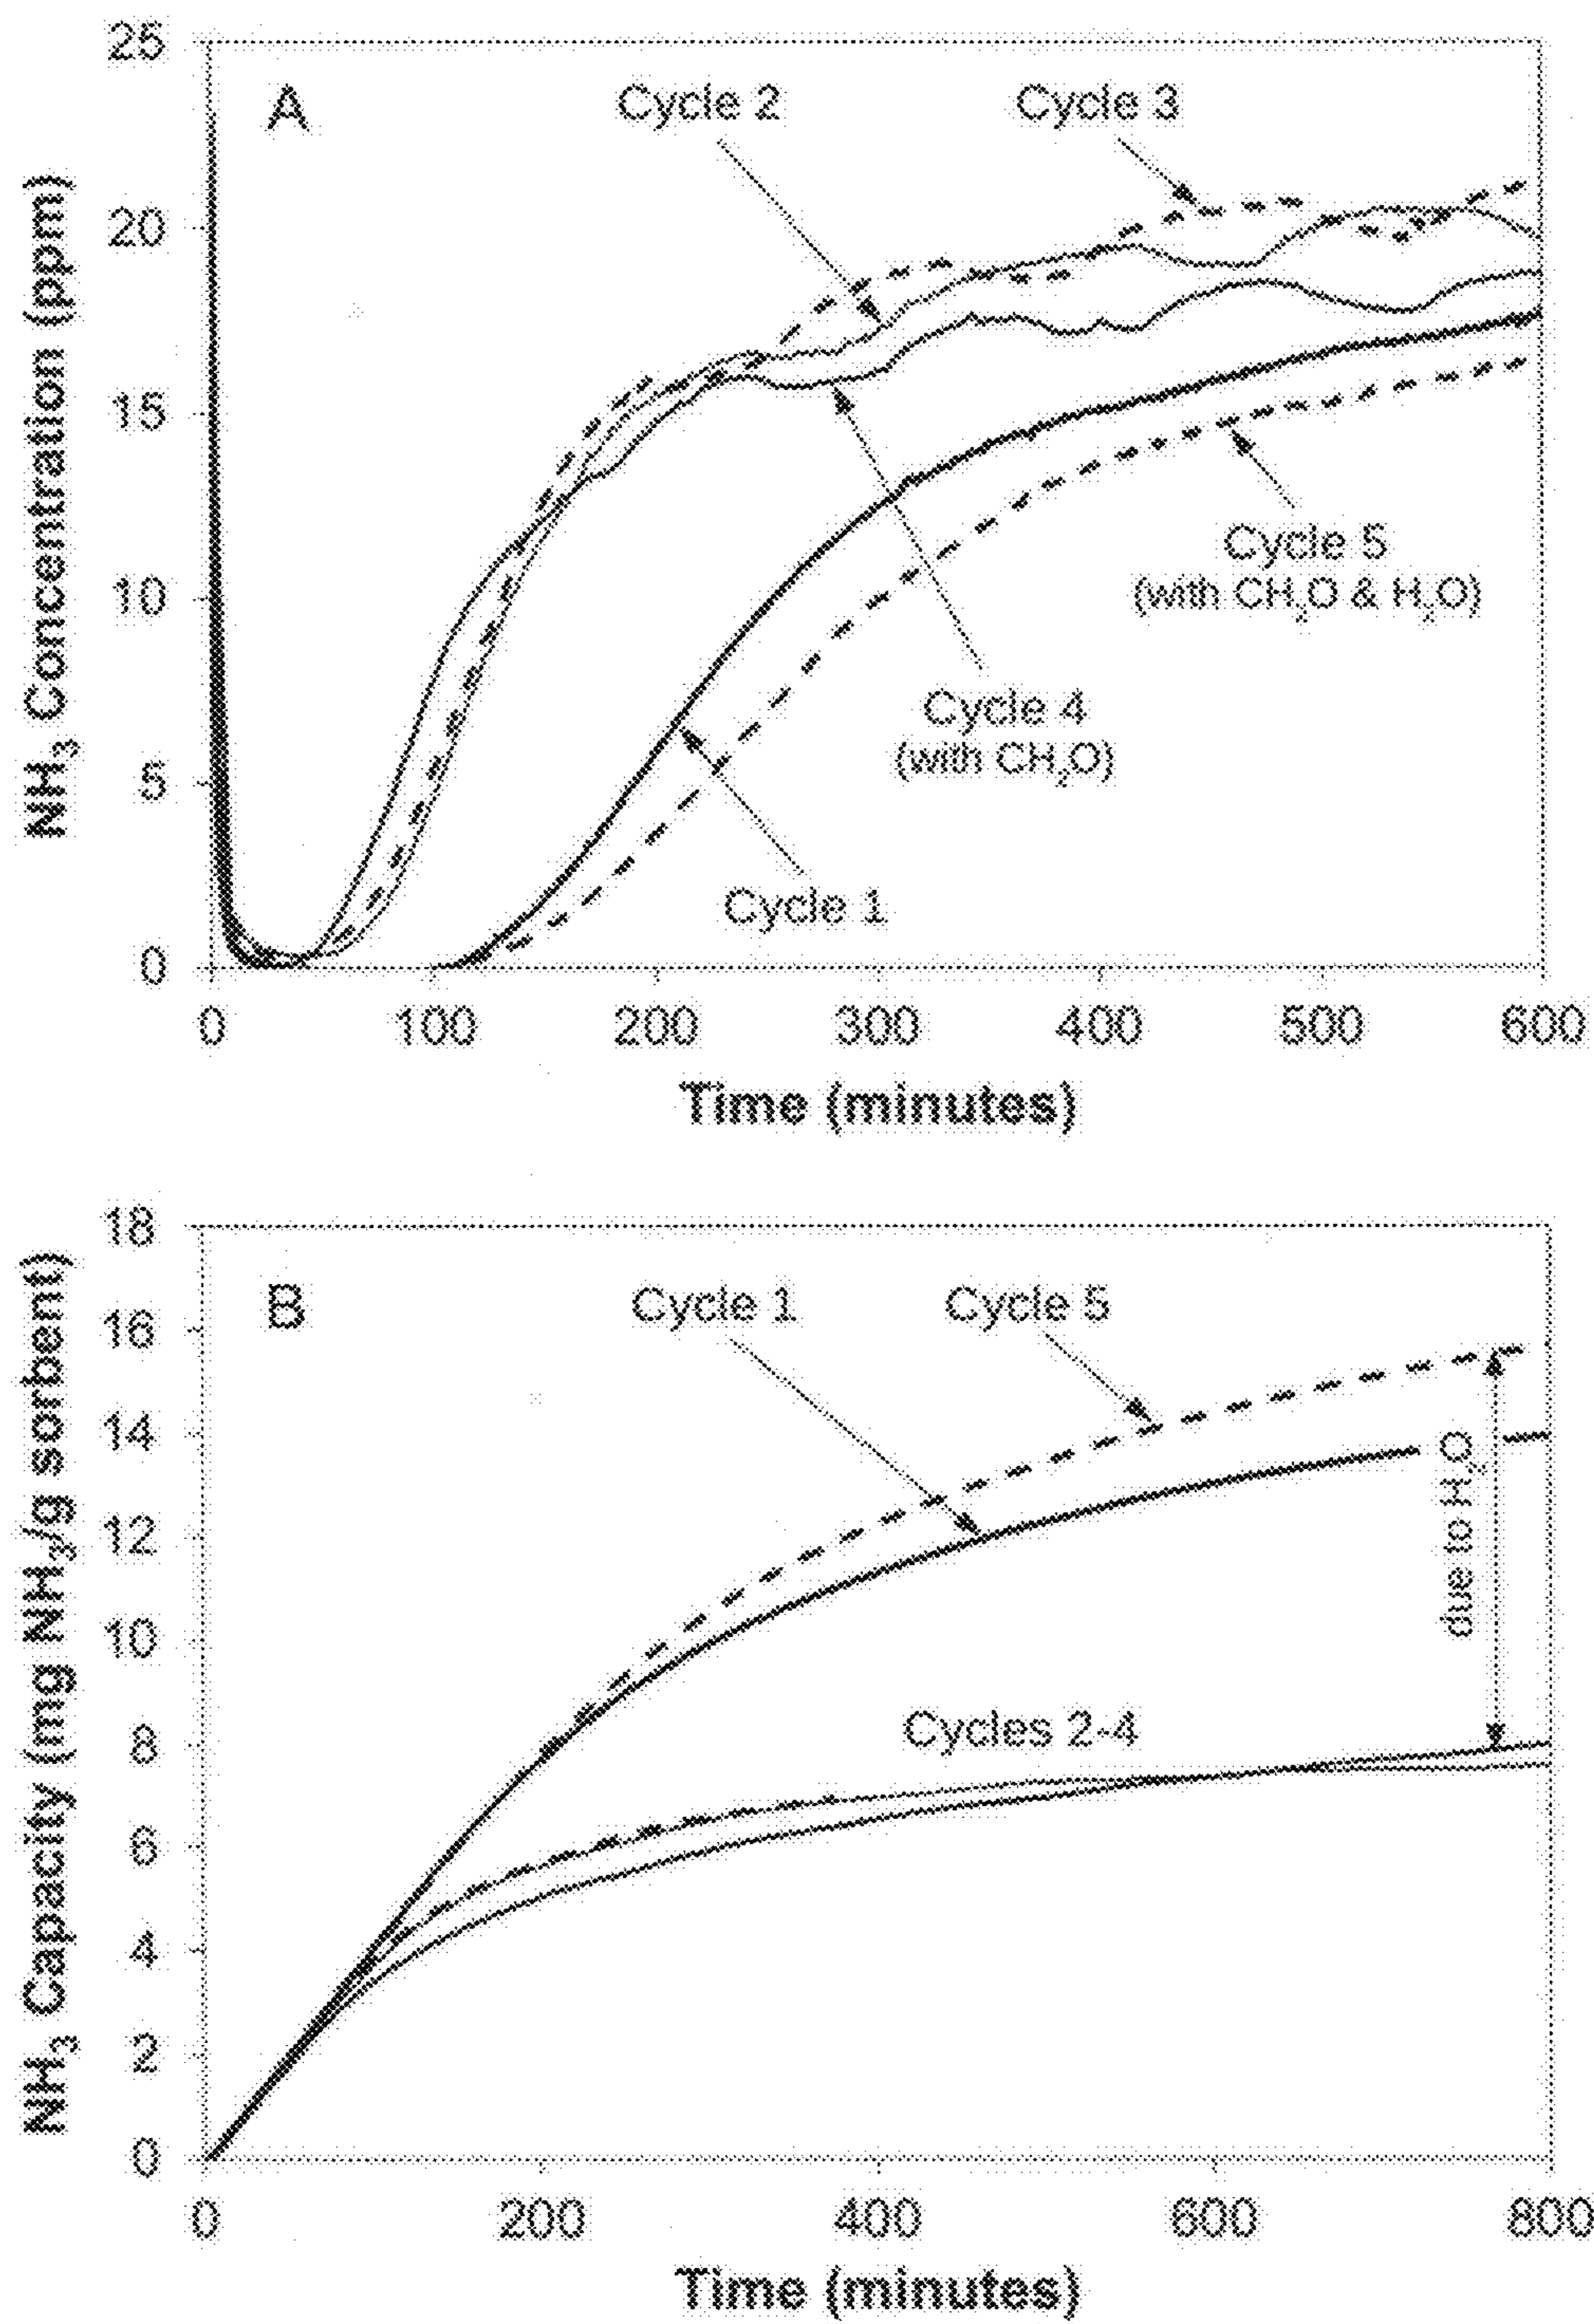 25
A
Cycle 2
Cycle 3
20
15
10
5
0
NH₃ Concentration (ppm)
Cycle 5
(with CH₂O & H₂O)
Cycle 4
(with CH₂O)
Cycle 1
0 100 200 300 400 500 600
Time (minutes)
18
B
Cycle 1
Cycle 5
16
14
12
10
8
6
4
2
0
NH₃ Capacity (mg NH₃/g sorbent)
due to H₂O
Cycles 2-4
0 200 400 600 800
Time (minutes)